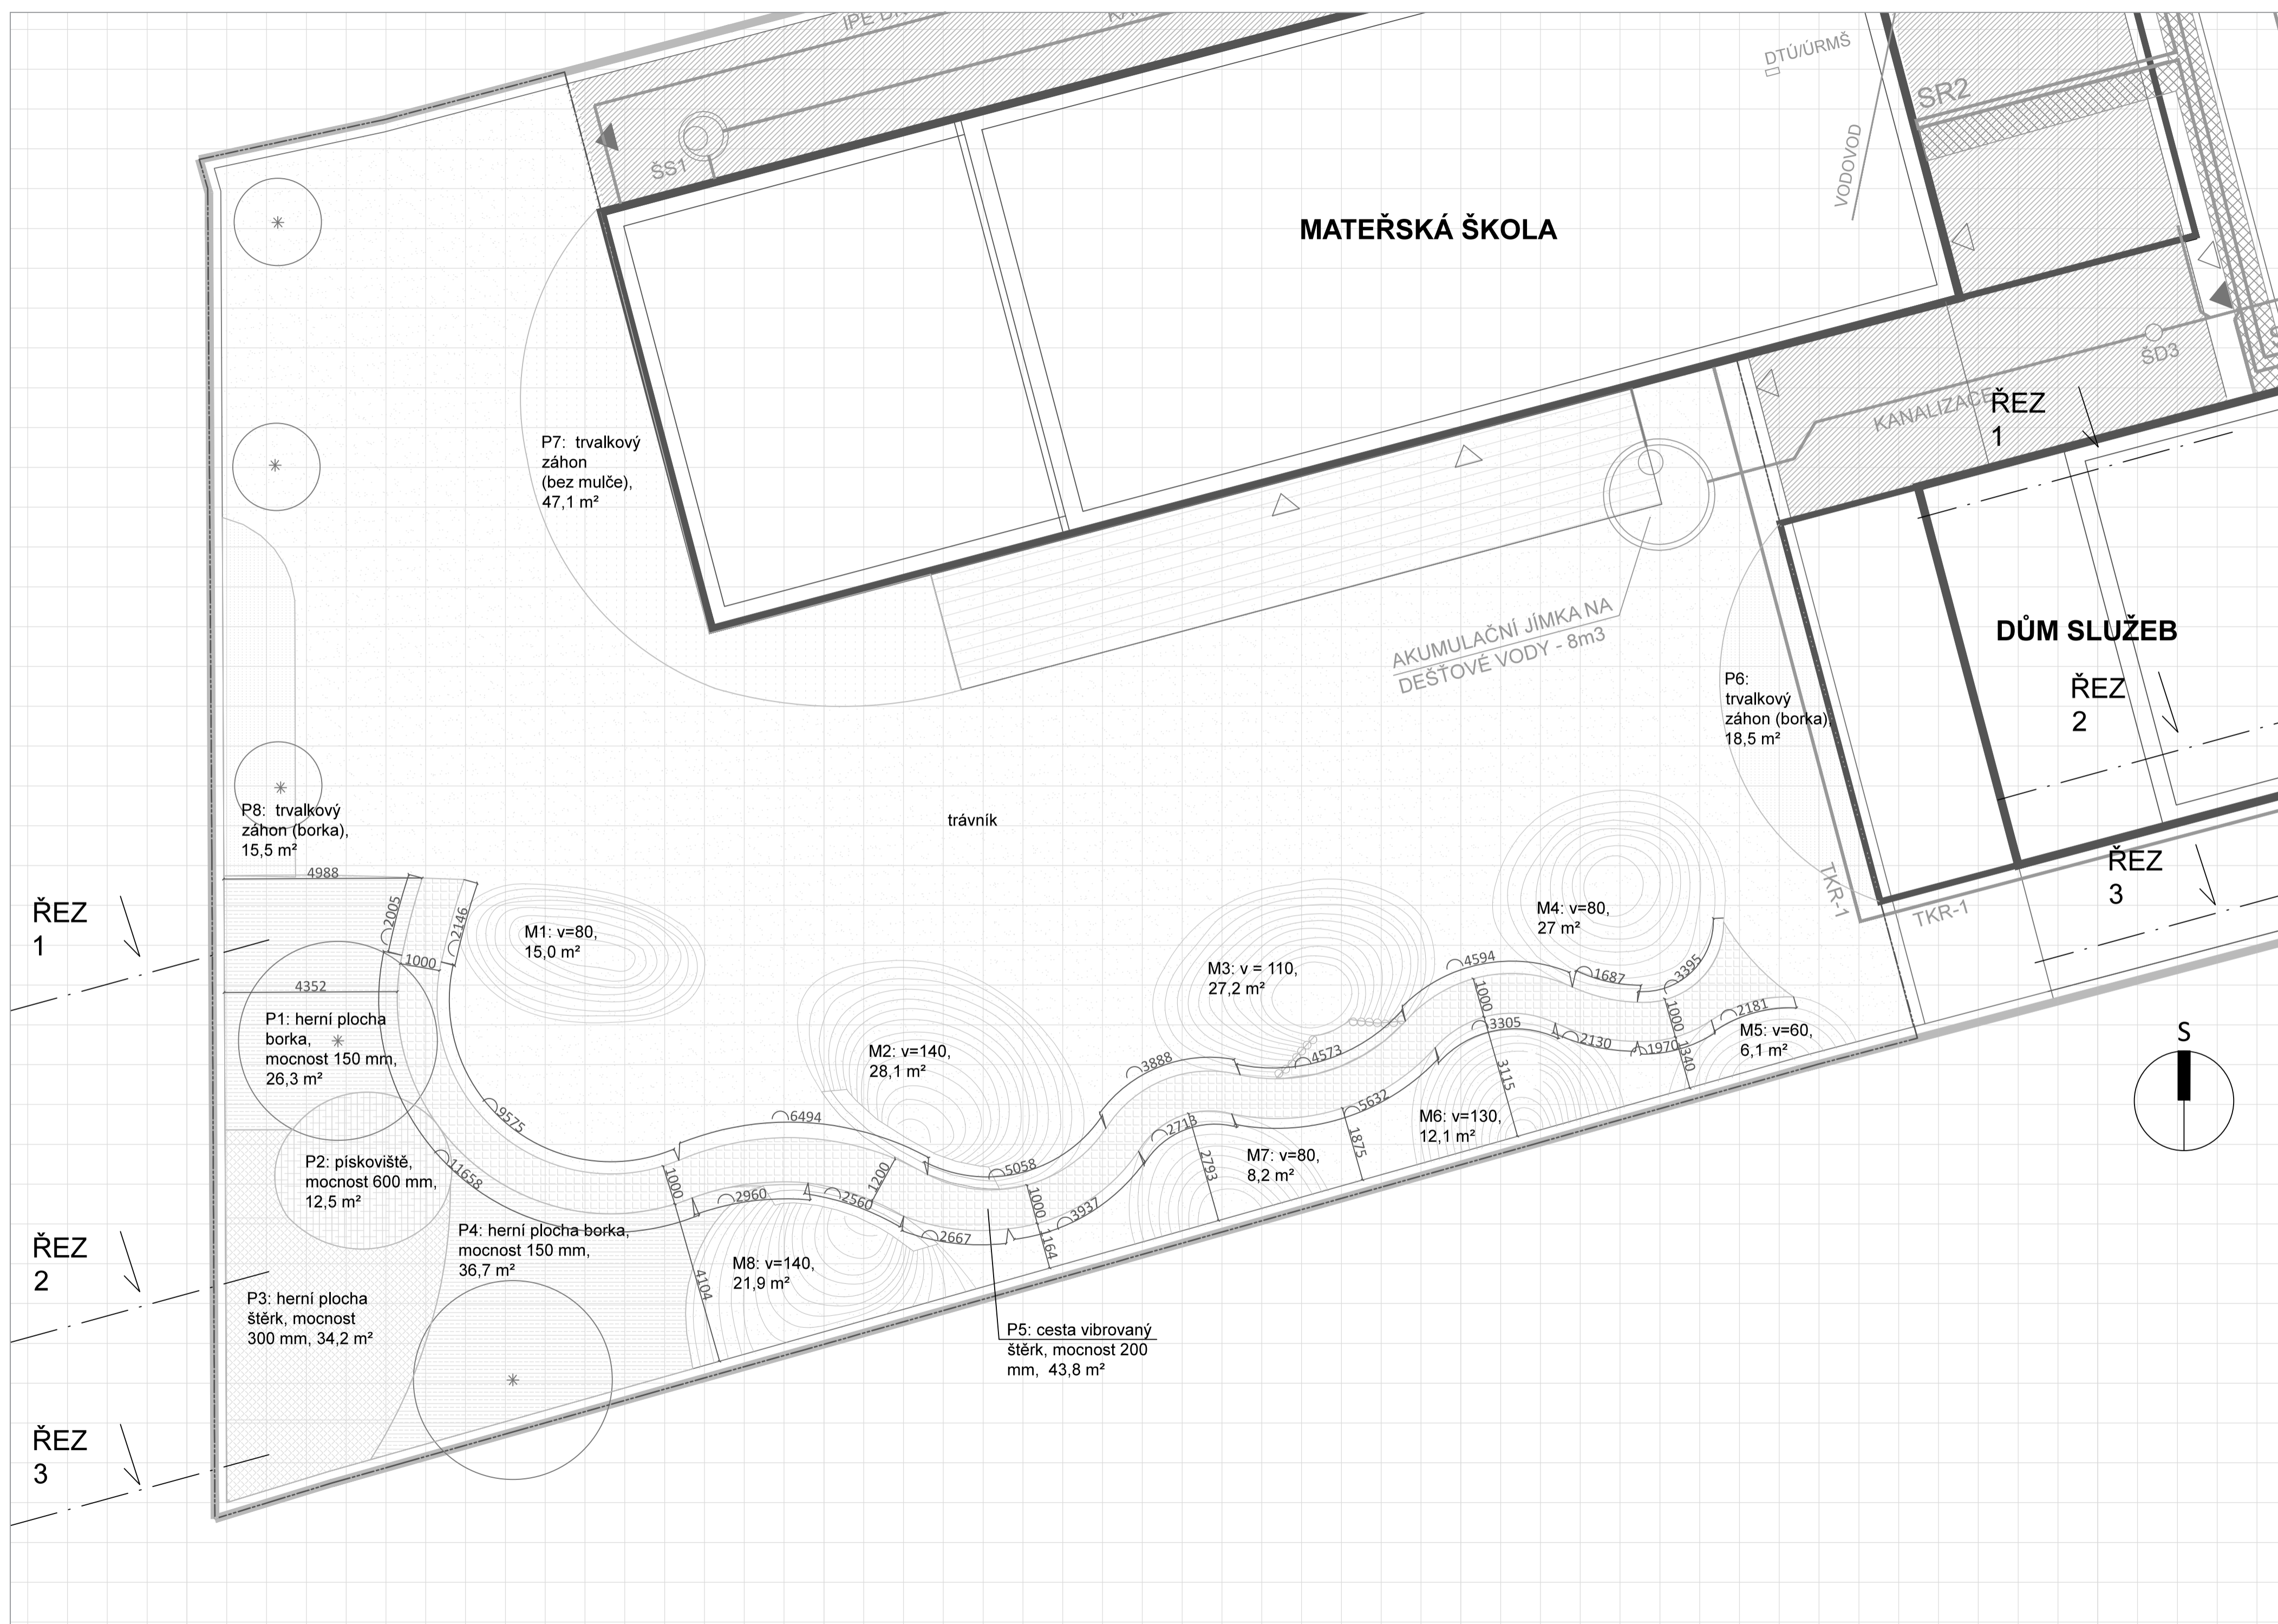 DTÚ/ÚRMŠ
SR2
VODOVOD
ŠS1
MATEŘSKÁ ŠKOLA
ŠD3
KANALIZACE
ŘEZ
1
P7:  trvalkový
záhon
(bez mulče),
47,1 m²
AKUMULAČNÍ JÍMKA NA
DEŠŤOVÉ VODY - 8m3
DŮM SLUŽEB
ŘEZ
2
P6:
trvalkový
záhon (borka),
18,5 m²
P8:  trvalkový
záhon (borka),
15,5 m²
trávník
ŘEZ
3
TKR-1
TKR-1
4988
2005
2146
1000
4352
ŘEZ
1
M1: v=80,
15,0 m²
M4: v=80,
27 m²
M3: v = 110,
27,2 m²
4594
1687
3395
1000
3305
2130
1970
1000
1340
2181
M5: v=60,
6,1 m²
S
P1: herní plocha
borka,
mocnost 150 mm,
26,3 m²
M2: v=140,
28,1 m²
3888
4573
3115
5632
M6: v=130,
12,1 m²
9575
6494
2713
1875
M7: v=80,
8,2 m²
2793
P2: pískoviště,
mocnost 600 mm,
12,5 m²
11658
1000
2960
2560
1200
5058
1000
3937
2667
1164
P4: herní plocha borka,
mocnost 150 mm,
36,7 m²
4104
M8: v=140,
21,9 m²
ŘEZ
2
P3: herní plocha
štěrk, mocnost
300 mm, 34,2 m²
P5: cesta vibrovaný
štěrk, mocnost 200
mm,  43,8 m²
ŘEZ
3